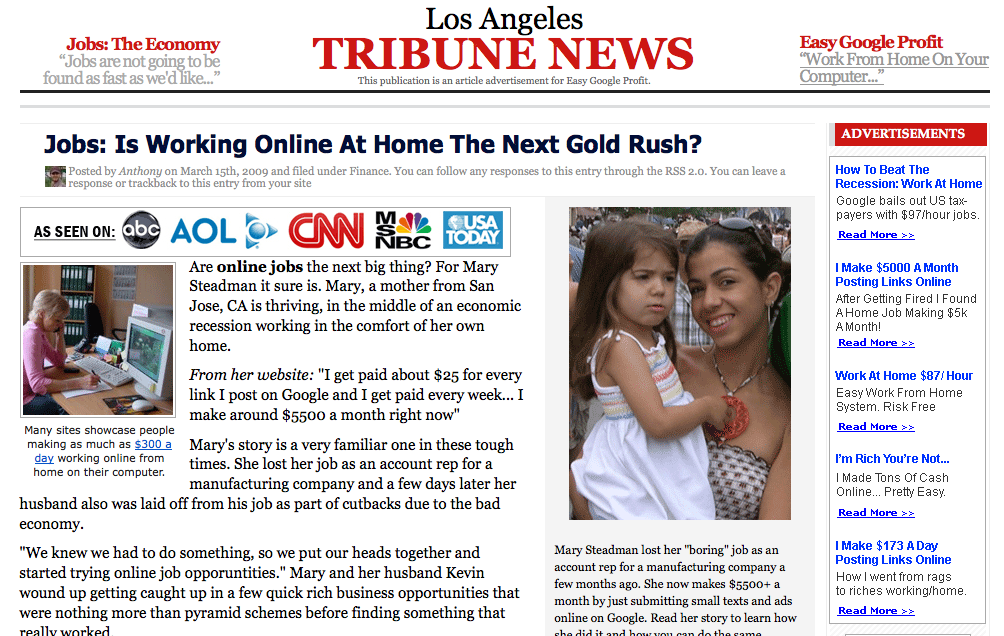 Los Angeles
TRIBUNE NEWS
This publication is an article advertisement for Easy Google Profit.
Jobs: The Economy
“Jobs are not going to be
found as fast as we'd like...”
Easy Google Profit
“Work From Home On Your
Computer...”
Jobs: Is Working Online At Home The Next Gold Rush?
Posted by Anthony on March 15th, 2009 and filed under Finance. You can follow any responses to this entry through the RSS 2.0. You can leave a
response or trackback to this entry from your site
AS SEEN ON: abc AOL CNN MSNBC USA TODAY
Many sites showcase people
making as much as $300 a
day working online from
home on their computer.
Are online jobs the next big thing? For Mary
Steadman it sure is. Mary, a mother from San
Jose, CA is thriving, in the middle of an economic
recession working in the comfort of her own
home.
From her website: "I get paid about $25 for every
link I post on Google and I get paid every week... I
make around $5500 a month right now"
Mary's story is a very familiar one in these tough
times. She lost her job as an account rep for a
manufacturing company and a few days later her
husband also was laid off from his job as part of cutbacks due to the bad
economy.
"We knew we had to do something, so we put our heads together and
started trying online job opporuntities." Mary and her husband Kevin
wound up getting caught up in a few quick rich business opportunities that
were nothing more than pyramid schemes before finding something that
really worked.
Mary Steadman lost her "boring" job as an
account rep for a manufacturing company a
few months ago. She now makes $5500+ a
month by just submitting small texts and ads
online on Google. Read her story to learn how
she did it and how you can do the same.
ADVERTISEMENTS
How To Beat The
Recession: Work At Home
Google bails out US tax-
payers with $97/hour jobs.
Read More >>
I Make $5000 A Month
Posting Links Online
After Getting Fired I Found
A Home Job Making $5k
A Month!
Read More >>
Work At Home $87/Hour
Easy Work From Home
System. Risk Free
Read More >>
I'm Rich You're Not...
I Made Tons Of Cash
Online... Pretty Easy.
Read More >>
I Make $173 A Day
Posting Links Online
How I went from rags
to riches working/home.
Read More >>